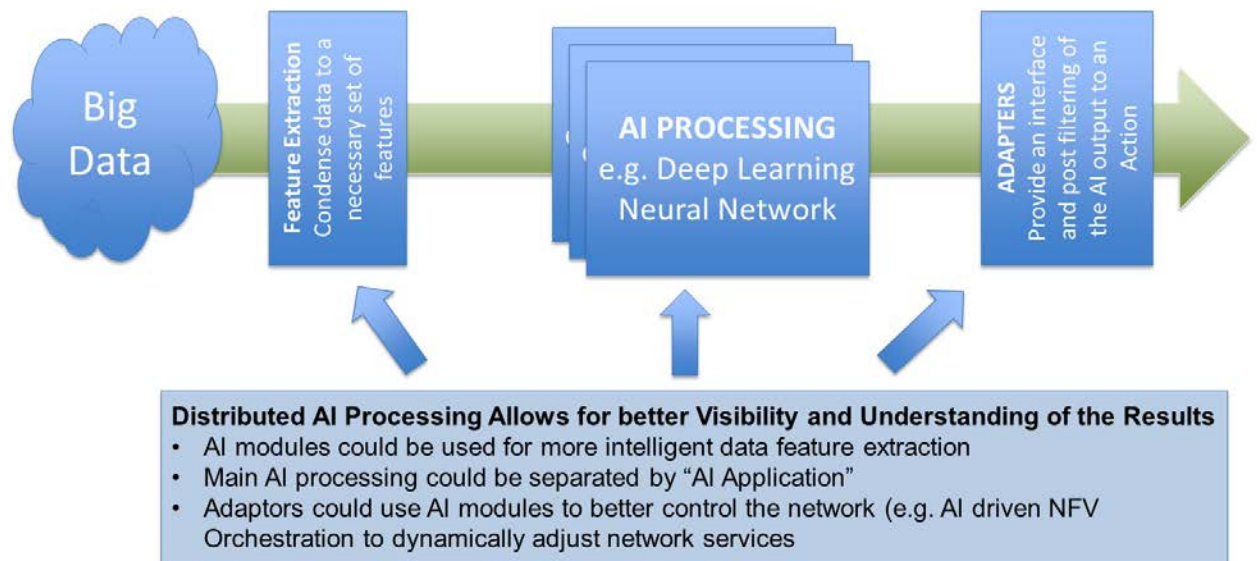 Big
Data
Feature Extraction
Condense data to a
necessary set of
features
AI PROCESSING
e.g. Deep Learning
Neural Network
ADAPTERS
Provide an interface
and post filtering of
the AI output to an
Action
Distributed AI Processing Allows for better Visibility and Understanding of the Results
• AI modules could be used for more intelligent data feature extraction
• Main AI processing could be separated by “AI Application”
• Adaptors could use AI modules to better control the network (e.g. AI driven NFV
Orchestration to dynamically adjust network services